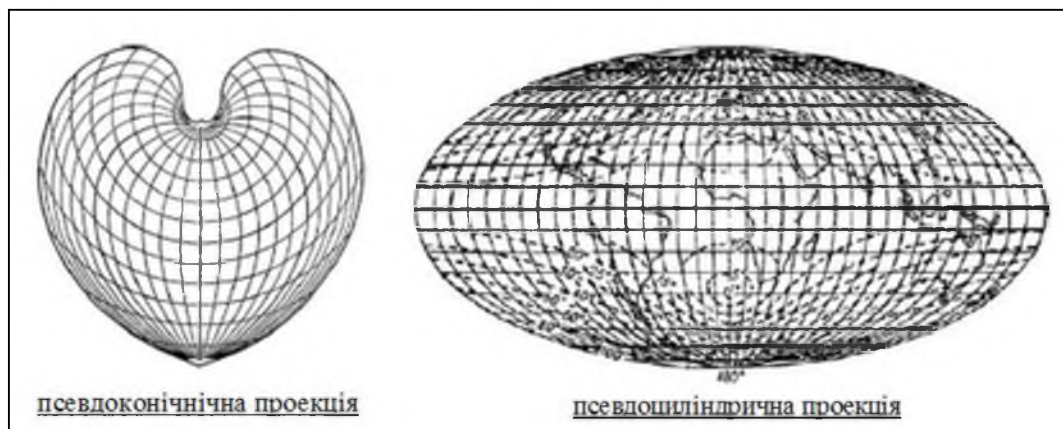 псевдоконічнічна проекція
псевдоциліндрична проекція